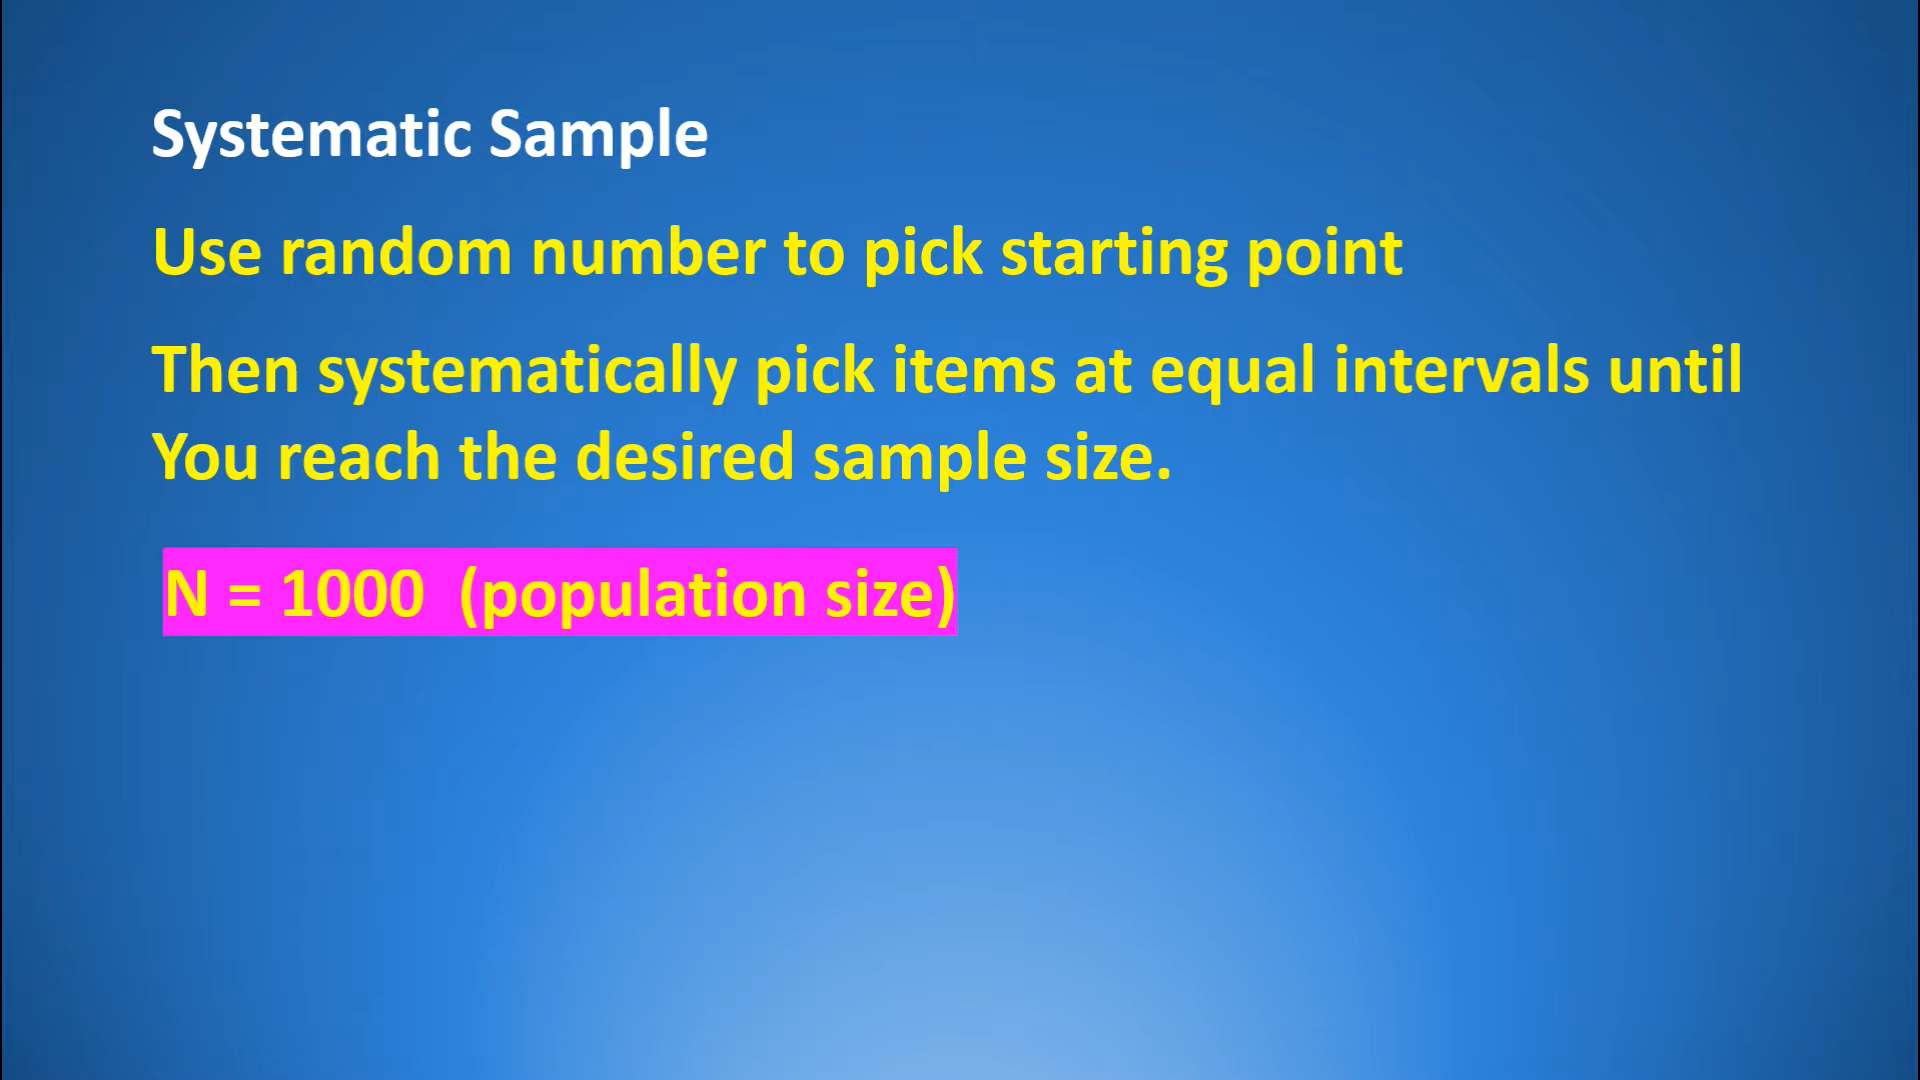 Systematic Sample
Use random number to pick starting point
Then systematically pick items at equal intervals until
You reach the desired sample size.
N = 1000  (population size)